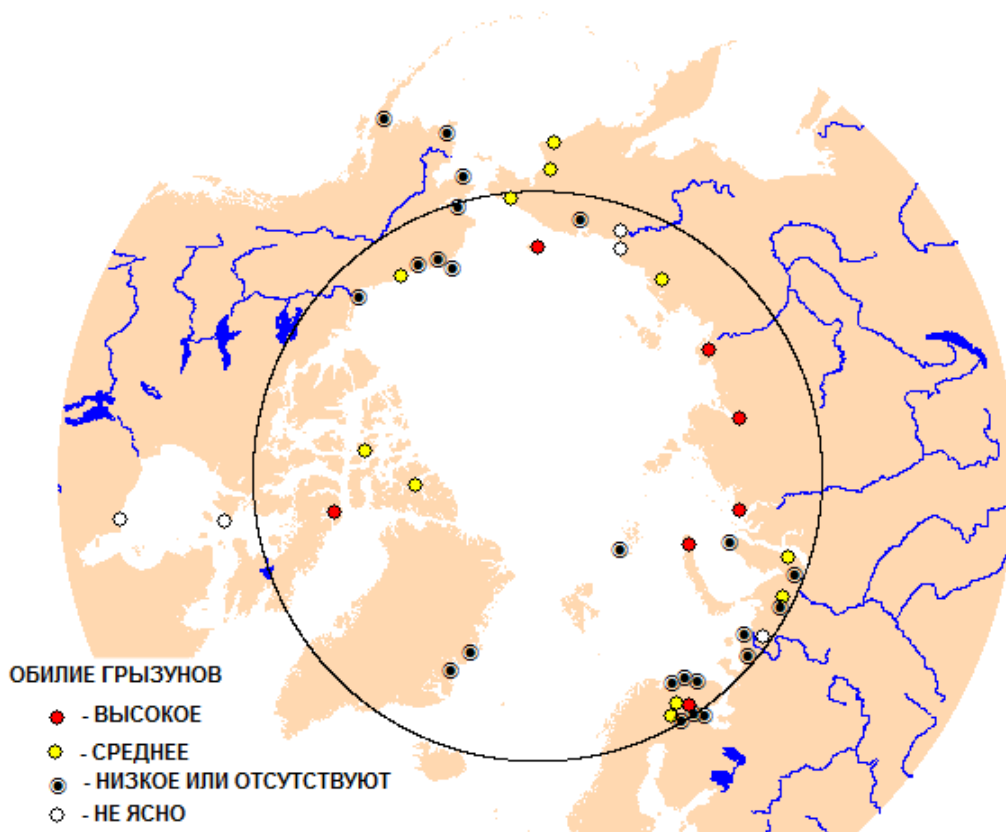 ОБИЛИЕ ГРЫЗУНОВ
- ВЫСОКОЕ
- СРЕДНЕЕ
- НИЗКОЕ ИЛИ ОТСУТСТВУЮТ
- НЕ ЯСНО